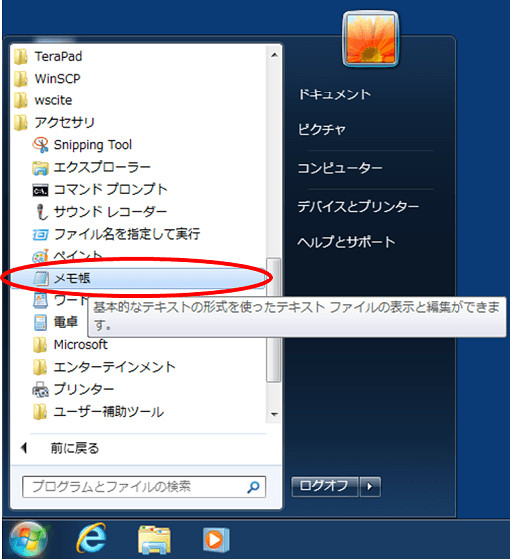 TeraPad
WinSCP
wscite
アクセサリ
Snipping Tool
エクスプローラー
コマンド プロンプト
サウンド レコーダー
ファイル名を指定して実行
ペイント
メモ帳
ワード
電卓
基本的なテキストの形式を使ったテキスト ファイルの表示と編集ができま
す。
Microsoft
エンターテインメント
プリンター
ユーザー補助ツール
前に戻る
プログラムとファイルの検索
ドキュメント
ピクチャ
コンピューター
デバイスとプリンター
ヘルプとサポート
ログオフ